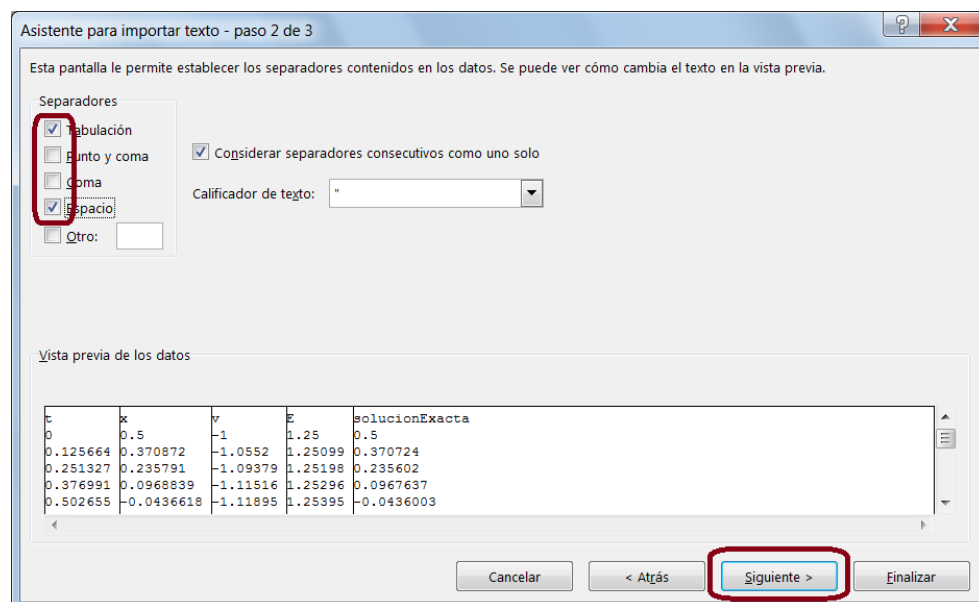 Asistente para importar texto - paso 2 de 3
Esta pantalla le permite establecer los separadores contenidos en los datos. Se puede ver cómo cambia el texto en la vista previa.
Separadores
Tabulación
Punto y coma
Coma
Espacio
Otro:
Considerar separadores consecutivos como uno solo
Calificador de texto: "
Vista previa de los datos
t x v E solucionExacta
0 0.5 -1 1.25 0.5
0.125664 0.370872 -1.0552 1.25099 0.370724
0.251327 0.235791 -1.09379 1.25198 0.235602
0.376991 0.0968839 -1.11516 1.25296 0.0967637
0.502655 -0.0436618 -1.11895 1.25395 -0.0436003
Cancelar < Atrás Siguiente > Finalizar